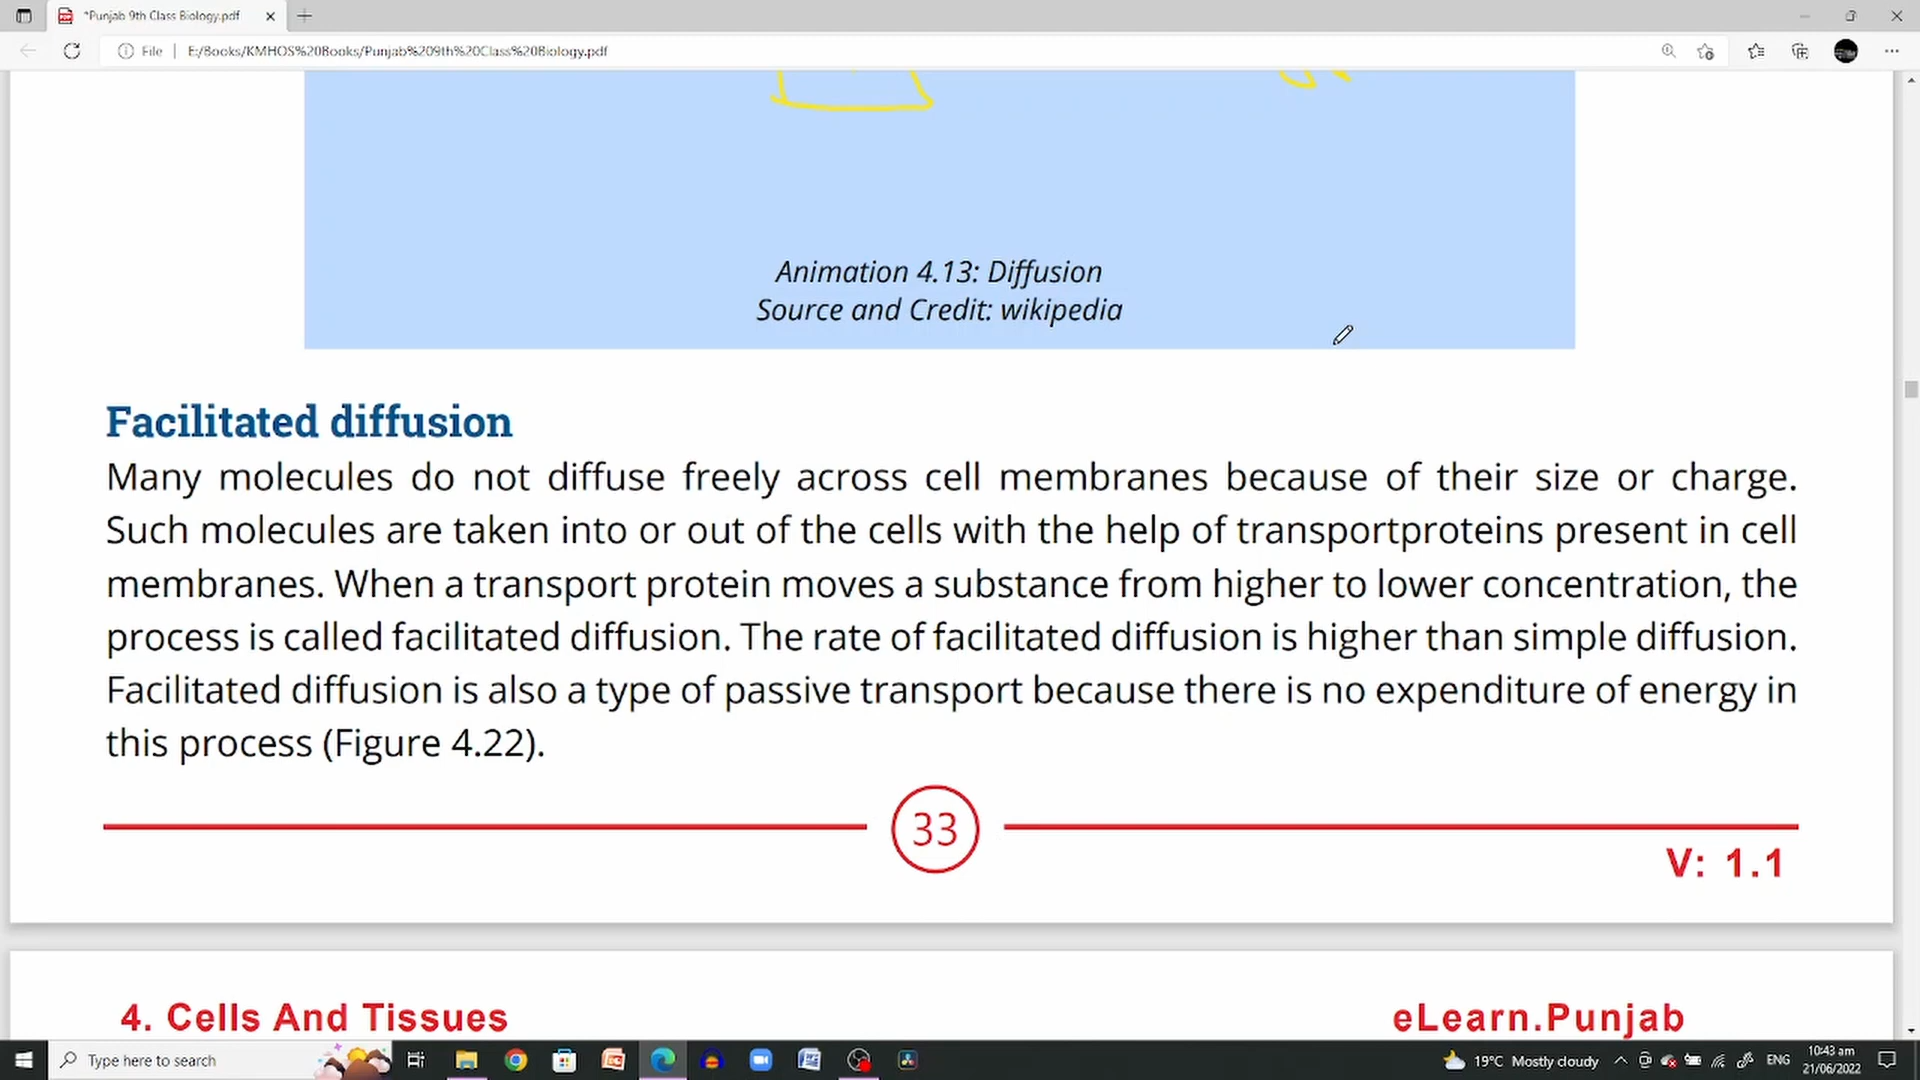 *Punjab 9th Class Biology.pdf
File | E:/Books/KMHOS%20Books/Punjab%209th%20Class%20Biology.pdf
Animation 4.13: Diffusion
Source and Credit: wikipedia
Facilitated diffusion
Many molecules do not diffuse freely across cell membranes because of their size or charge.
Such molecules are taken into or out of the cells with the help of transportproteins present in cell
membranes. When a transport protein moves a substance from higher to lower concentration, the
process is called facilitated diffusion. The rate of facilitated diffusion is higher than simple diffusion.
Facilitated diffusion is also a type of passive transport because there is no expenditure of energy in
this process (Figure 4.22).
33
V: 1.1
4. Cells And Tissues
eLearn.Punjab
Type here to search
19°C Mostly cloudy
ENG
10:43 am
21/06/2022